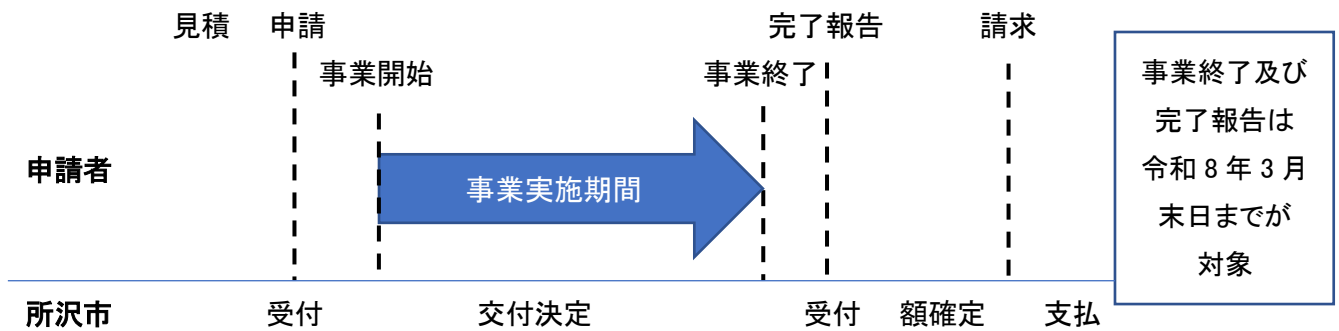 見積 申請 完了報告 請求
事業開始 事業終了
申請者
事業実施期間
事業終了及び
完了報告は
令和8年3月
末日までが
対象
所沢市 受付 交付決定 受付 額確定 支払